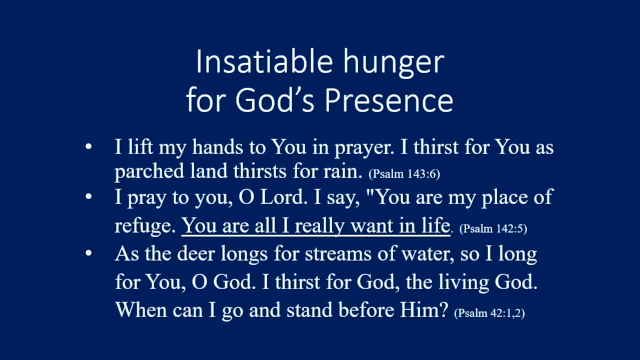 Insatiable hunger
for God's Presence
• I lift my hands to You in prayer. I thirst for You as
parched land thirsts for rain. (Psalm 143:6)
• I pray to you, O Lord. I say, "You are my place of
refuge. You are all I really want in life. (Psalm 142:5)
• As the deer longs for streams of water, so I long
for You, O God. I thirst for God, the living God.
When can I go and stand before Him? (Psalm 42:1,2)